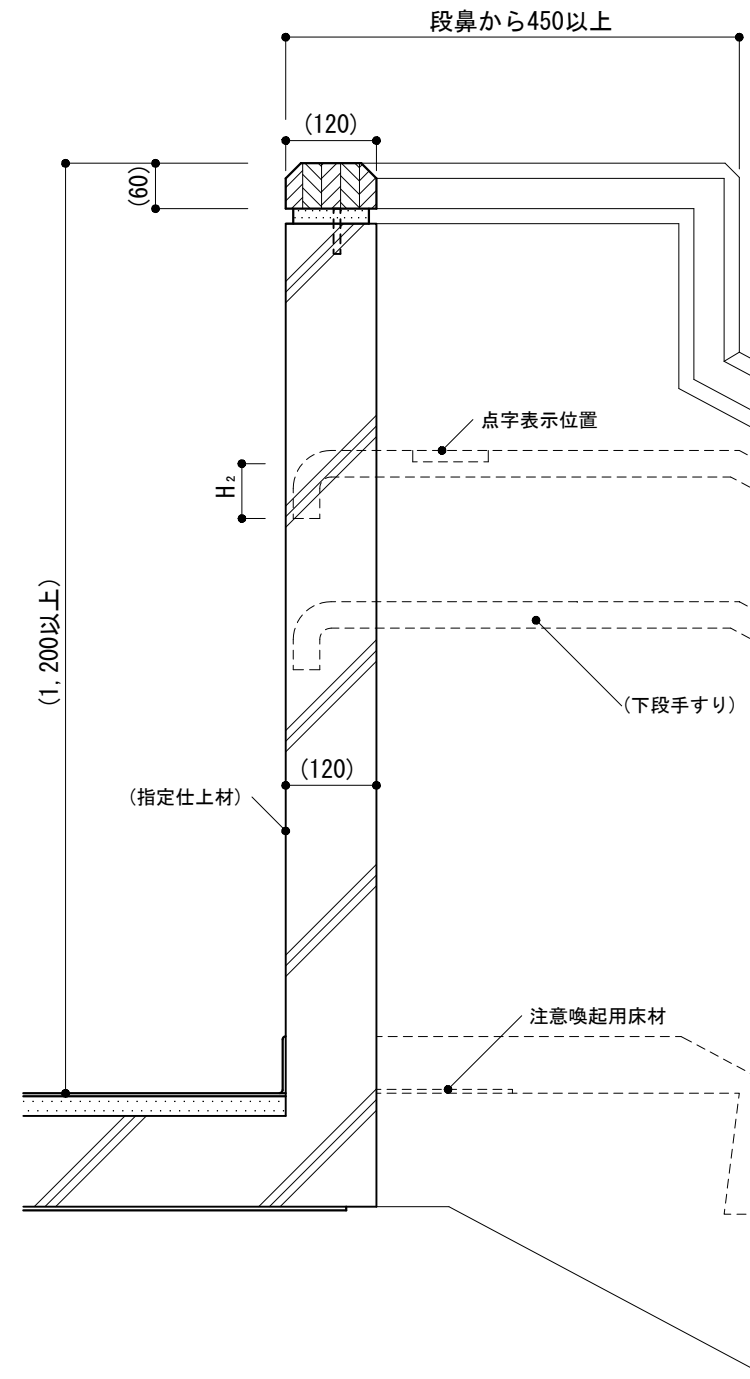 段鼻から450以上
(120)
(60)
点字表示位置
H₂
(1,200以上)
(下段手すり)
(120)
(指定仕上材)
注意喚起用床材